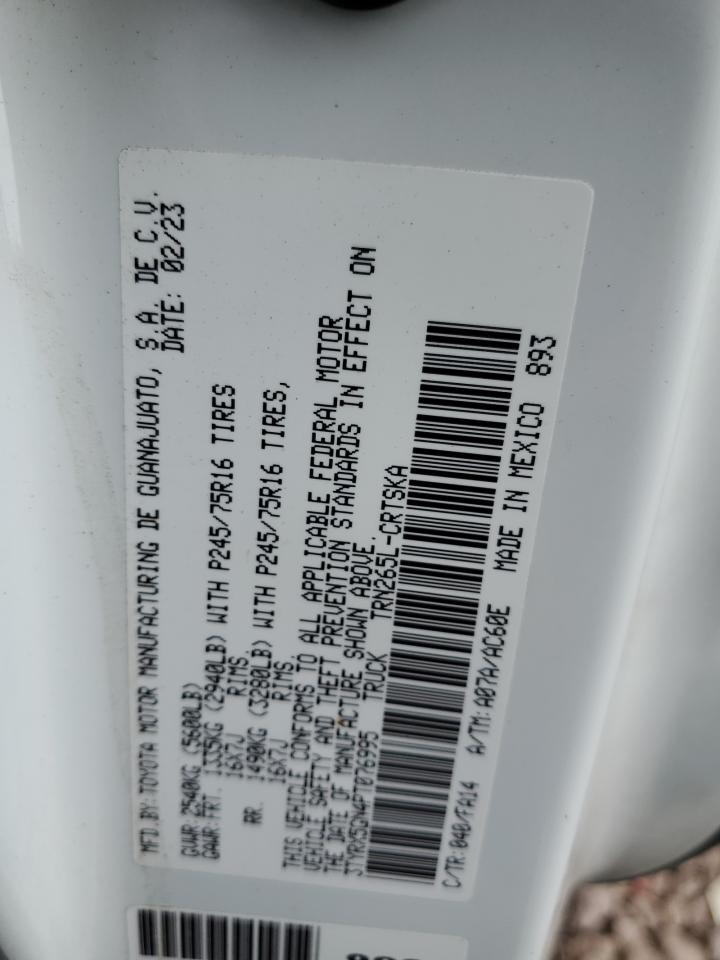 MFD.BY:TOYOTA MOTOR MANUFACTURING DE GUANAJUATO, S.A. DE C.V.
DATE: 02/23
GVWR:2540KG (5600LB)
GAWR:FRT. 1335KG (2940LB) WITH P245/75R16 TIRES
16X7J RIMS.
RR. 1490KG (3280LB) WITH P245/75R16 TIRES,
16X7J RIMS.
THIS VEHICLE CONFORMS TO ALL APPLICABLE FEDERAL MOTOR
VEHICLE SAFETY AND THEFT PREVENTION STANDARDS IN EFFECT ON
THE DATE OF MANUFACTURE SHOWN ABOVE.
3TYRX5GN4PT076995 TRUCK TRN265L-CRTSKA
C/TR:040/FA14 A/TM:A07A/AC60E MADE IN MEXICO 893